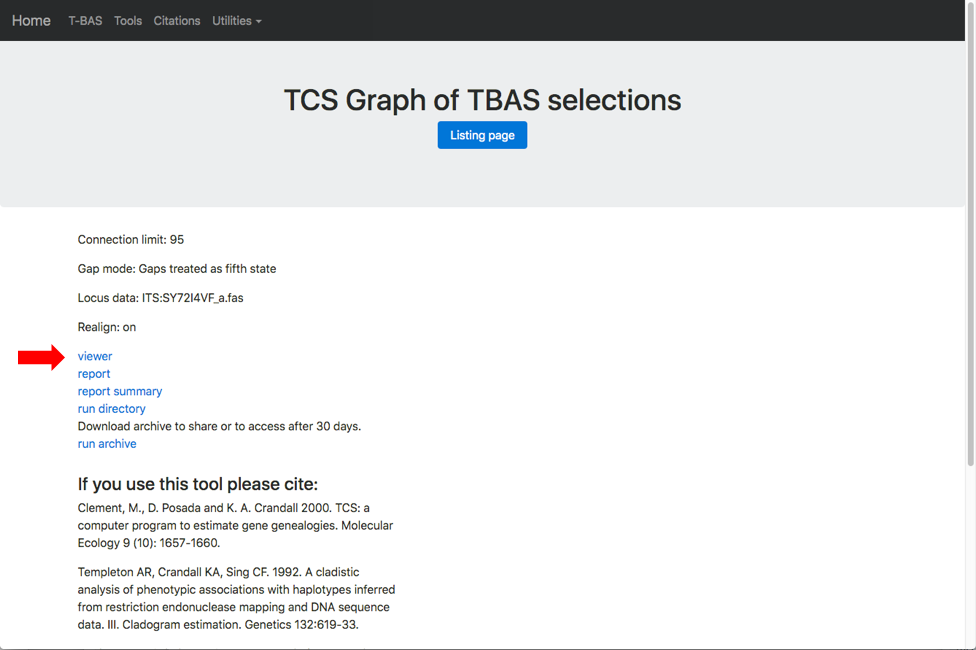 Home T-BAS Tools Citations Utilities
TCS Graph of TBAS selections
Listing page
Connection limit: 95
Gap mode: Gaps treated as fifth state
Locus data: ITS:SY72I4VF_a.fas
Realign: on
viewer
report
report summary
run directory
Download archive to share or to access after 30 days.
run archive
If you use this tool please cite:
Clement, M., D. Posada and K. A. Crandall 2000. TCS: a
computer program to estimate gene genealogies. Molecular
Ecology 9 (10): 1657-1660.
Templeton AR, Crandall KA, Sing CF. 1992. A cladistic
analysis of phenotypic associations with haplotypes inferred
from restriction endonuclease mapping and DNA sequence
data. III. Cladogram estimation. Genetics 132:619-33.